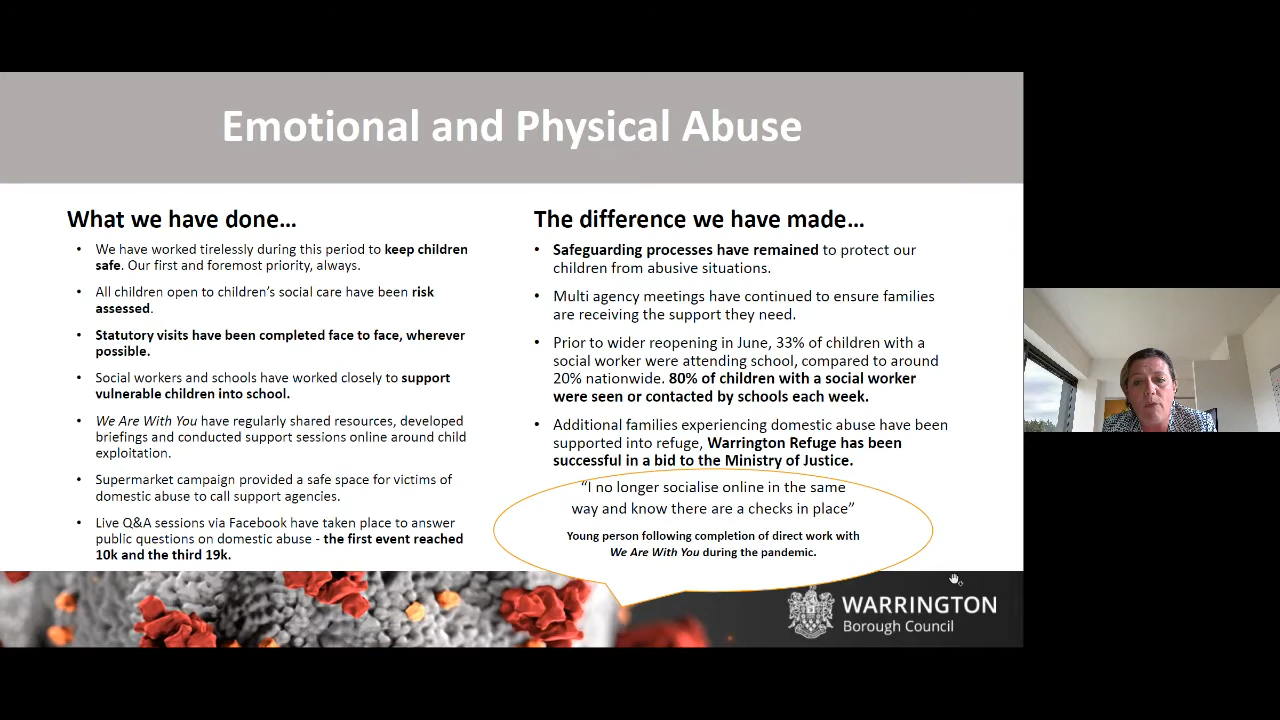 Emotional and Physical Abuse
What we have done…
• We have worked tirelessly during this period to keep children
safe. Our first and foremost priority, always.
• All children open to children's social care have been risk
assessed.
• Statutory visits have been completed face to face, wherever
possible.
• Social workers and schools have worked closely to support
vulnerable children into school.
• We Are With You have regularly shared resources, developed
briefings and conducted support sessions online around child
exploitation.
• Supermarket campaign provided a safe space for victims of
domestic abuse to call support agencies.
• Live Q&A sessions via Facebook have taken place to answer
public questions on domestic abuse - the first event reached
10k and the third 19k.
The difference we have made…
• Safeguarding processes have remained to protect our
children from abusive situations.
• Multi agency meetings have continued to ensure families
are receiving the support they need.
• Prior to wider reopening in June, 33% of children with a
social worker were attending school, compared to around
20% nationwide. 80% of children with a social worker
were seen or contacted by schools each week.
• Additional families experiencing domestic abuse have been
supported into refuge, Warrington Refuge has been
successful in a bid to the Ministry of Justice.
“I no longer socialise online in the same
way and know there are a checks in place”
Young person following completion of direct work with
We Are With You during the pandemic.
WARRINGTON
Borough Council